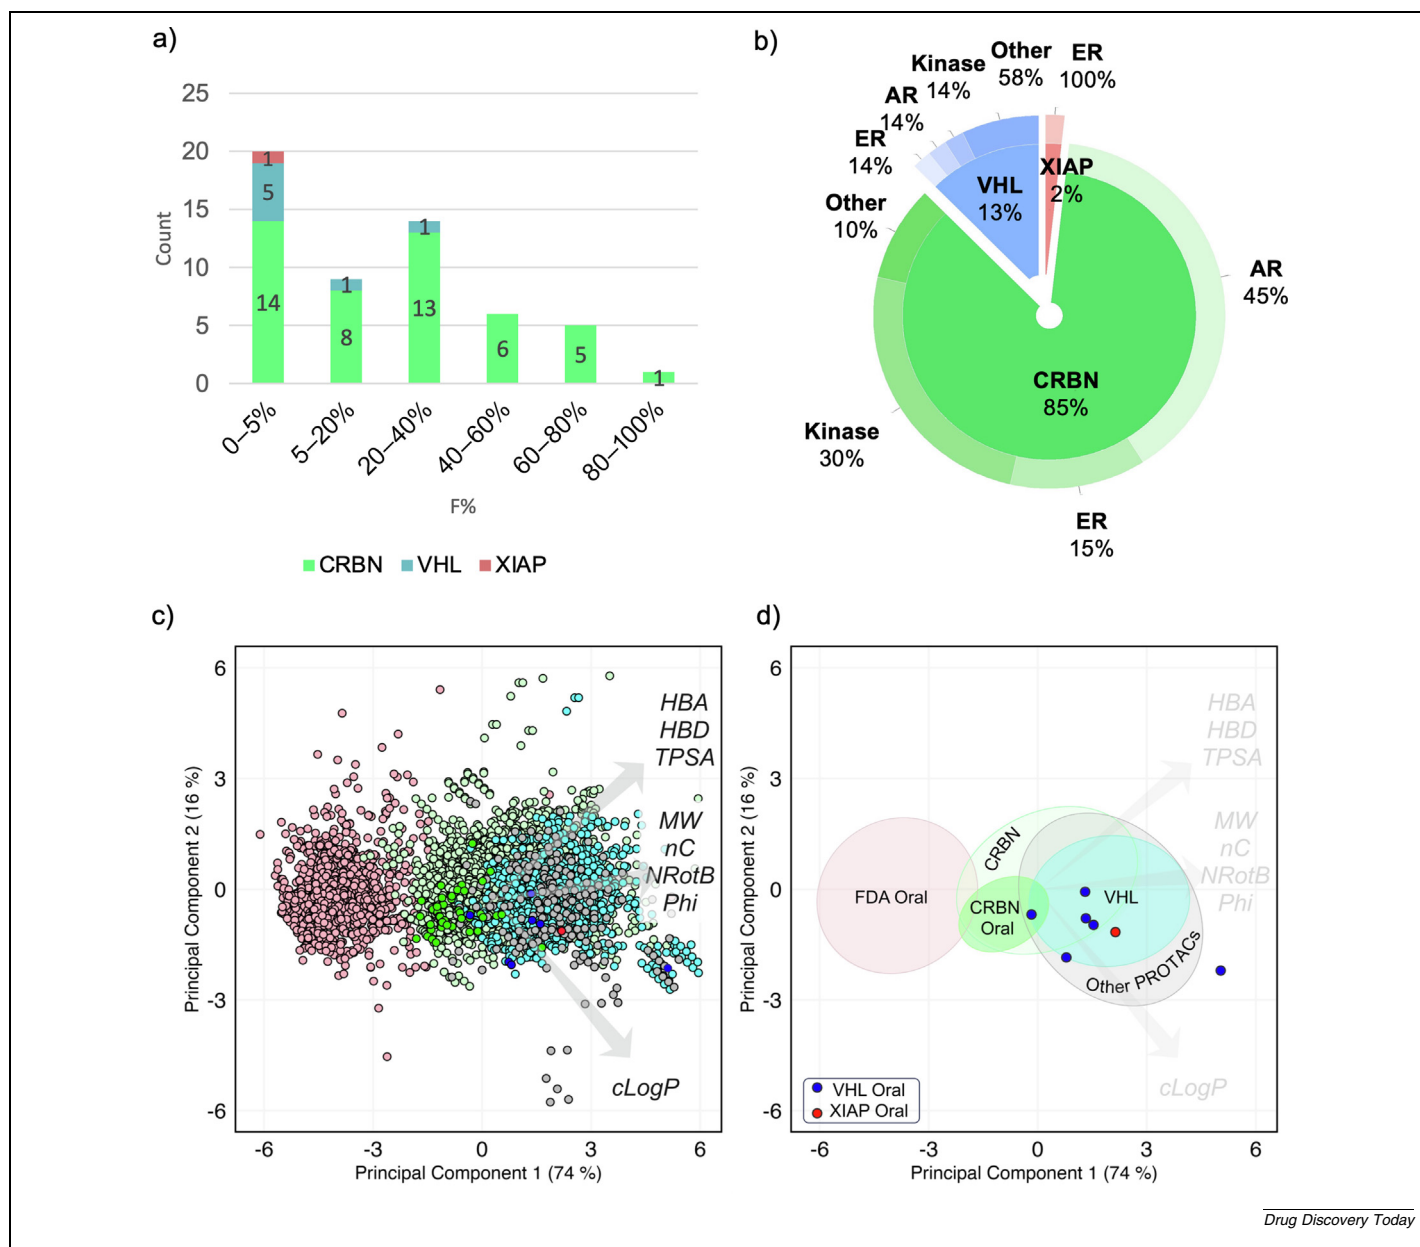 a)
25
20
15
10
5
0
Count
1
5
14
1
8
1
13
6
5
1
0–5%
5–20%
20–40%
40–60%
60–80%
80–100%
F%
CRBN
VHL
XIAP
b)
Other
58%
ER
100%
Kinase
14%
AR
14%
ER
14%
Other
10%
VHL
13%
XIAP
2%
AR
45%
CRBN
85%
Kinase
30%
ER
15%
c)
6
3
0
-3
-6
Principal Component 2 (16 %)
HBA
HBD
TPSA
MW
nC
NRotB
Phi
cLogP
-6
-3
0
3
6
Principal Component 1 (74 %)
d)
6
3
0
-3
-6
Principal Component 2 (16 %)
HBA
HBD
TPSA
MW
nC
NRotB
Phi
cLogP
FDA Oral
CRBN
CRBN
Oral
VHL
Other PROTACs
VHL Oral
XIAP Oral
-6
-3
0
3
6
Principal Component 1 (74 %)
Drug Discovery Today